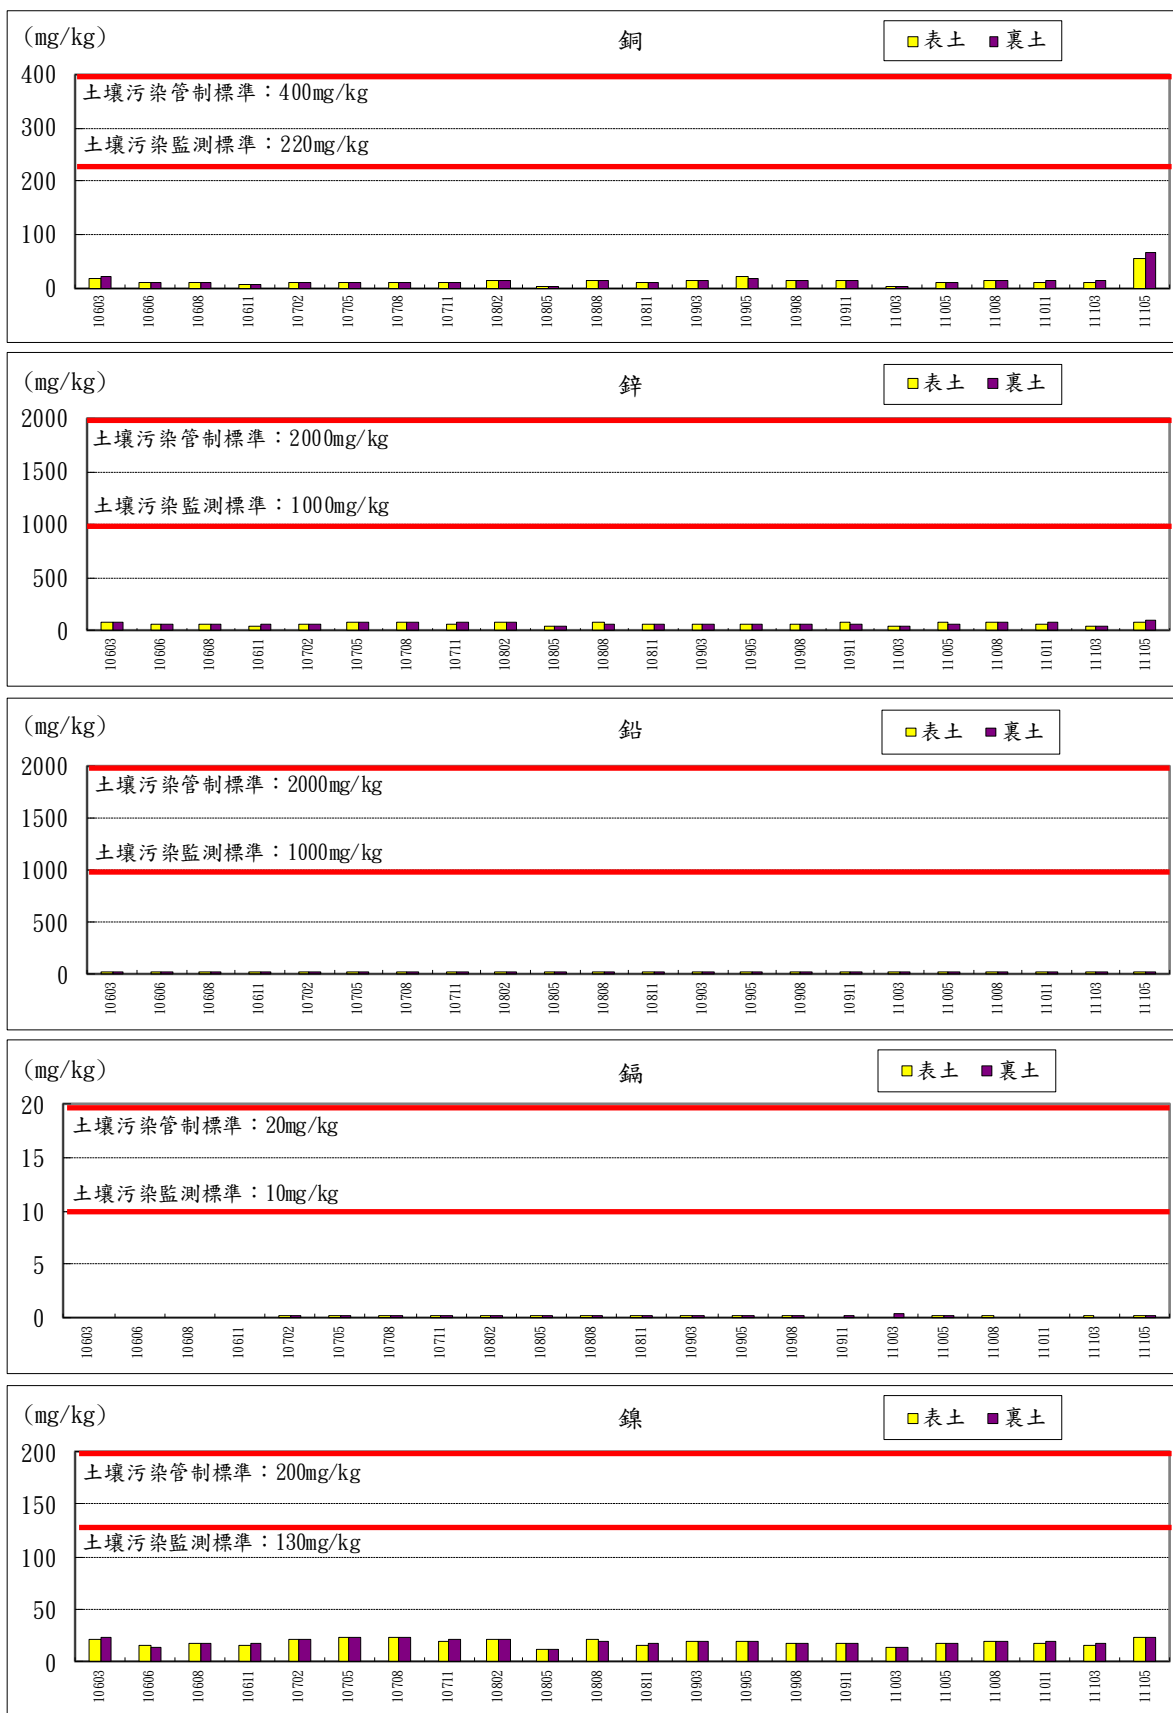 (mg/kg)
銅
表土 裏土
400
土壤污染管制標準：400mg/kg
300
土壤污染監測標準：220mg/kg
200
100
0
10603 10606 10608 10611 10702 10705 10708 10711 10802 10805 10808 10811 10903 10905 10908 10911 11003 11005 11008 11011 11103 11105
(mg/kg)
鋅
表土 裏土
2000
土壤污染管制標準：2000mg/kg
1500
土壤污染監測標準：1000mg/kg
1000
500
0
10603 10606 10608 10611 10702 10705 10708 10711 10802 10805 10808 10811 10903 10905 10908 10911 11003 11005 11008 11011 11103 11105
(mg/kg)
鉛
表土 裏土
2000
土壤污染管制標準：2000mg/kg
1500
土壤污染監測標準：1000mg/kg
1000
500
0
10603 10606 10608 10611 10702 10705 10708 10711 10802 10805 10808 10811 10903 10905 10908 10911 11003 11005 11008 11011 11103 11105
(mg/kg)
鎘
表土 裏土
20
土壤污染管制標準：20mg/kg
15
土壤污染監測標準：10mg/kg
10
5
0
10603 10606 10608 10611 10702 10705 10708 10711 10802 10805 10808 10811 10903 10905 10908 10911 11003 11005 11008 11011 11103 11105
(mg/kg)
鎳
表土 裏土
200
土壤污染管制標準：200mg/kg
150
土壤污染監測標準：130mg/kg
100
50
0
10603 10606 10608 10611 10702 10705 10708 10711 10802 10805 10808 10811 10903 10905 10908 10911 11003 11005 11008 11011 11103 11105